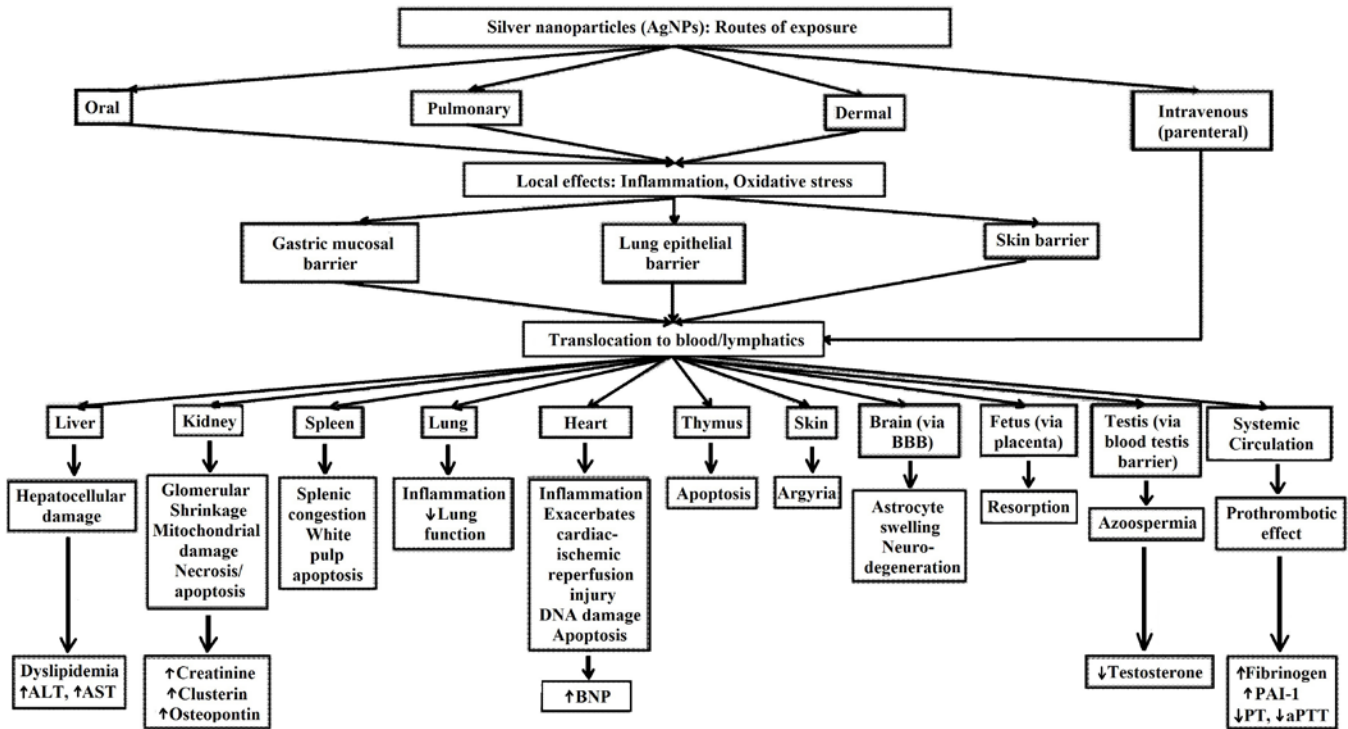 Silver nanoparticles (AgNPs): Routes of exposure
Oral
Pulmonary
Dermal
Intravenous
(parenteral)
Local effects: Inflammation, Oxidative stress
Gastric mucosal
barrier
Lung epithelial
barrier
Skin barrier
Translocation to blood/lymphatics
Liver
Kidney
Spleen
Lung
Heart
Thymus
Skin
Brain (via
BBB)
Fetus (via
placenta)
Testis (via
blood testis
barrier)
Systemic
Circulation
Hepatocellular
damage
Glomerular
Shrinkage
Mitochondrial
damage
Necrosis/
apoptosis
Splenic
congestion
White
pulp
apoptosis
Inflammation
↓Lung
function
Inflammation
Exacerbates
cardiac-
ischemic
reperfusion
injury
DNA damage
Apoptosis
Apoptosis
Argyria
Astrocyte
swelling
Neuro-
degeneration
Resorption
Azoospermia
Prothrombotic
effect
Dyslipidemia
↑ALT, ↑AST
↑Creatinine
↑Clusterin
↑Osteopontin
↑BNP
↓Testosterone
↑Fibrinogen
↑PAI-1
↓PT, ↓aPTT